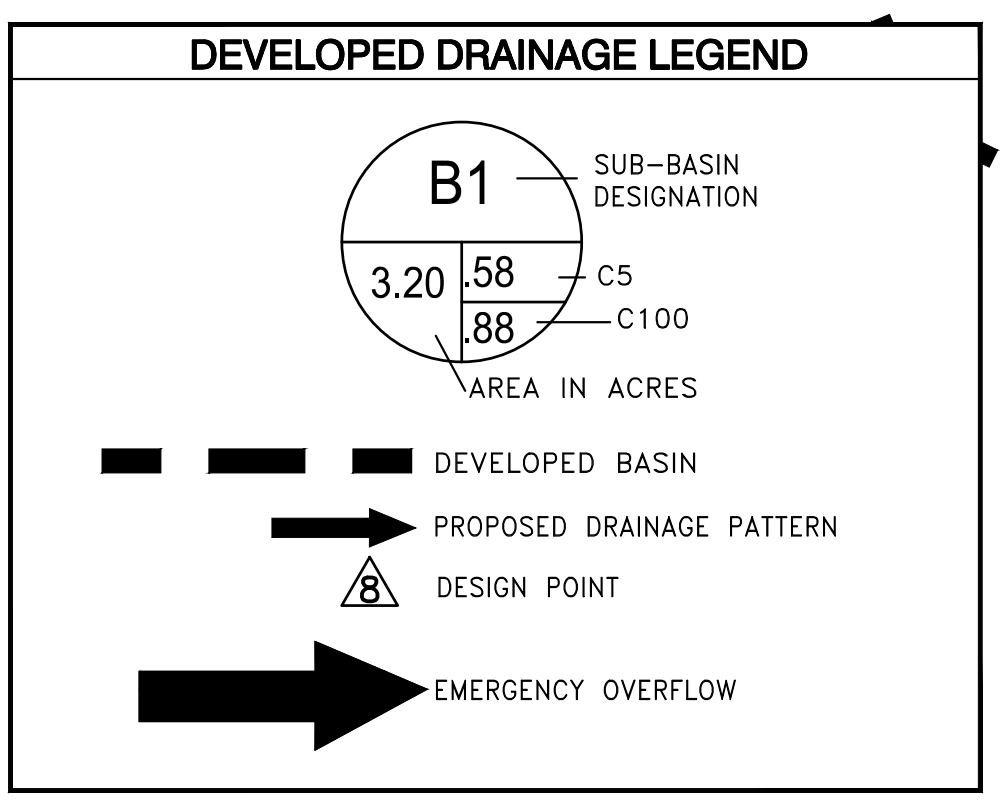 DEVELOPED DRAINAGE LEGEND
B1
SUB-BASIN
DESIGNATION
3.20
.58
C5
.88
C100
AREA IN ACRES
DEVELOPED BASIN
PROPOSED DRAINAGE PATTERN
8
DESIGN POINT
EMERGENCY OVERFLOW